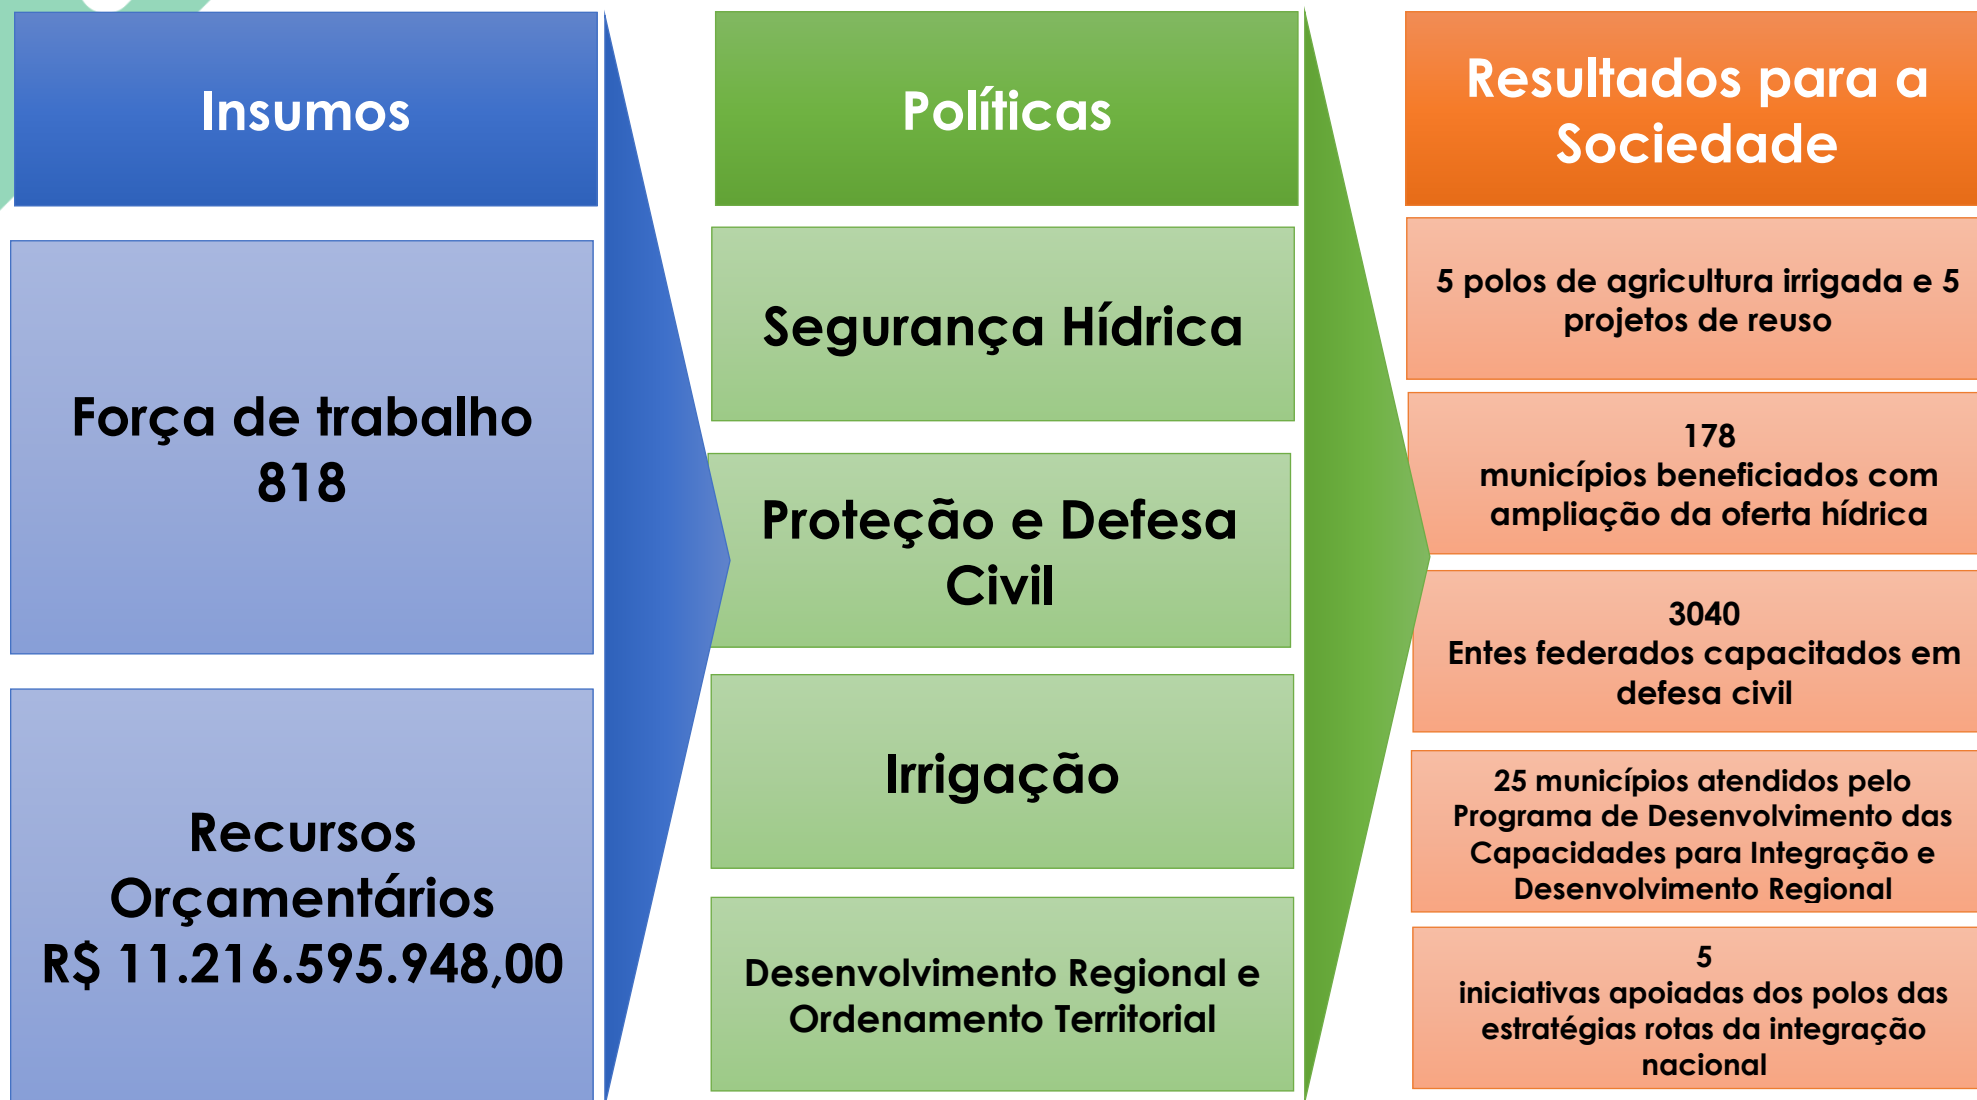 Insumos
Força de trabalho
818
Recursos
Orçamentários
R$ 11.216.595.948,00
Políticas
Segurança Hídrica
Proteção e Defesa
Civil
Irrigação
Desenvolvimento Regional e
Ordenamento Territorial
Resultados para a
Sociedade
5 polos de agricultura irrigada e 5
projetos de reuso
178
municípios beneficiados com
ampliação da oferta hídrica
3040
Entes federados capacitados em
defesa civil
25 municípios atendidos pelo
Programa de Desenvolvimento das
Capacidades para Integração e
Desenvolvimento Regional
5
iniciativas apoiadas dos polos das
estratégias rotas da integração
nacional